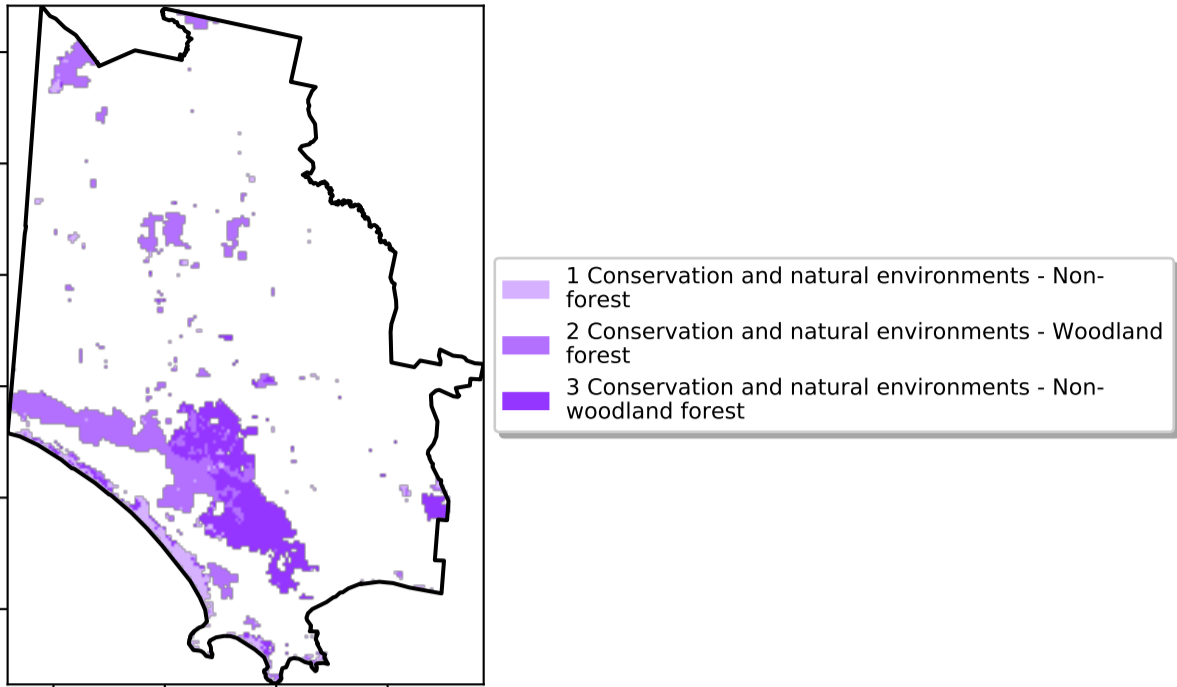 1 Conservation and natural environments - Non-
forest
2 Conservation and natural environments - Woodland
forest
3 Conservation and natural environments - Non-
woodland forest